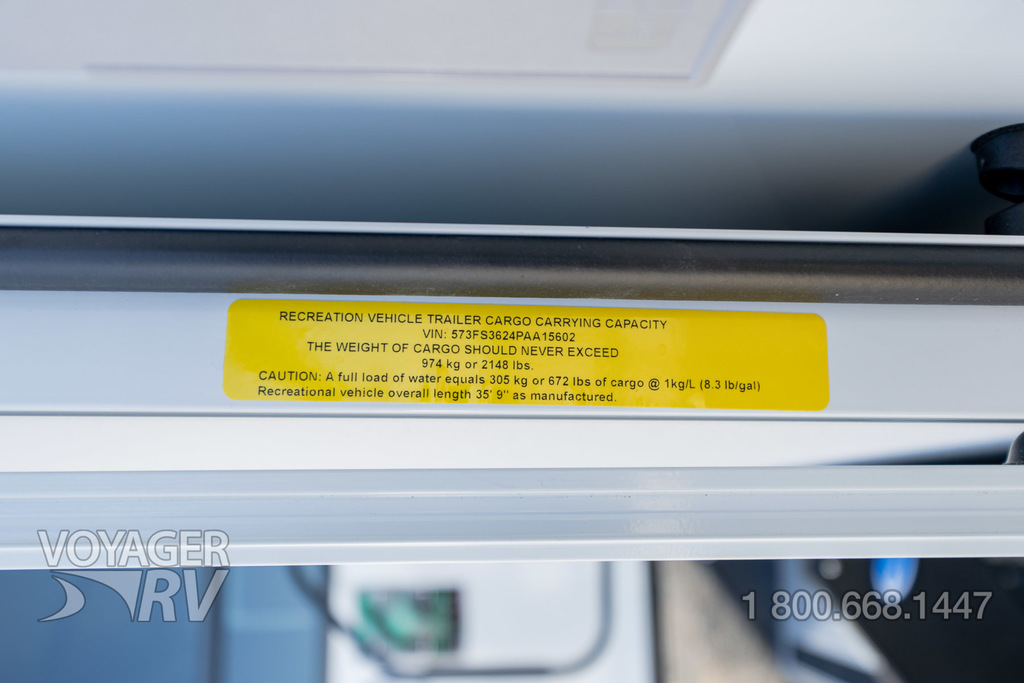 RECREATION VEHICLE TRAILER CARGO CARRYING CAPACITY
VIN: 573FS3624PAA15602
THE WEIGHT OF CARGO SHOULD NEVER EXCEED
974 kg or 2148 lbs.
CAUTION: A full load of water equals 305 kg or 672 lbs of cargo @ 1kg/L (8.3 lb/gal)
Recreational vehicle overall length 35' 9" as manufactured.
VOYAGER
RV
1 800.668.1447